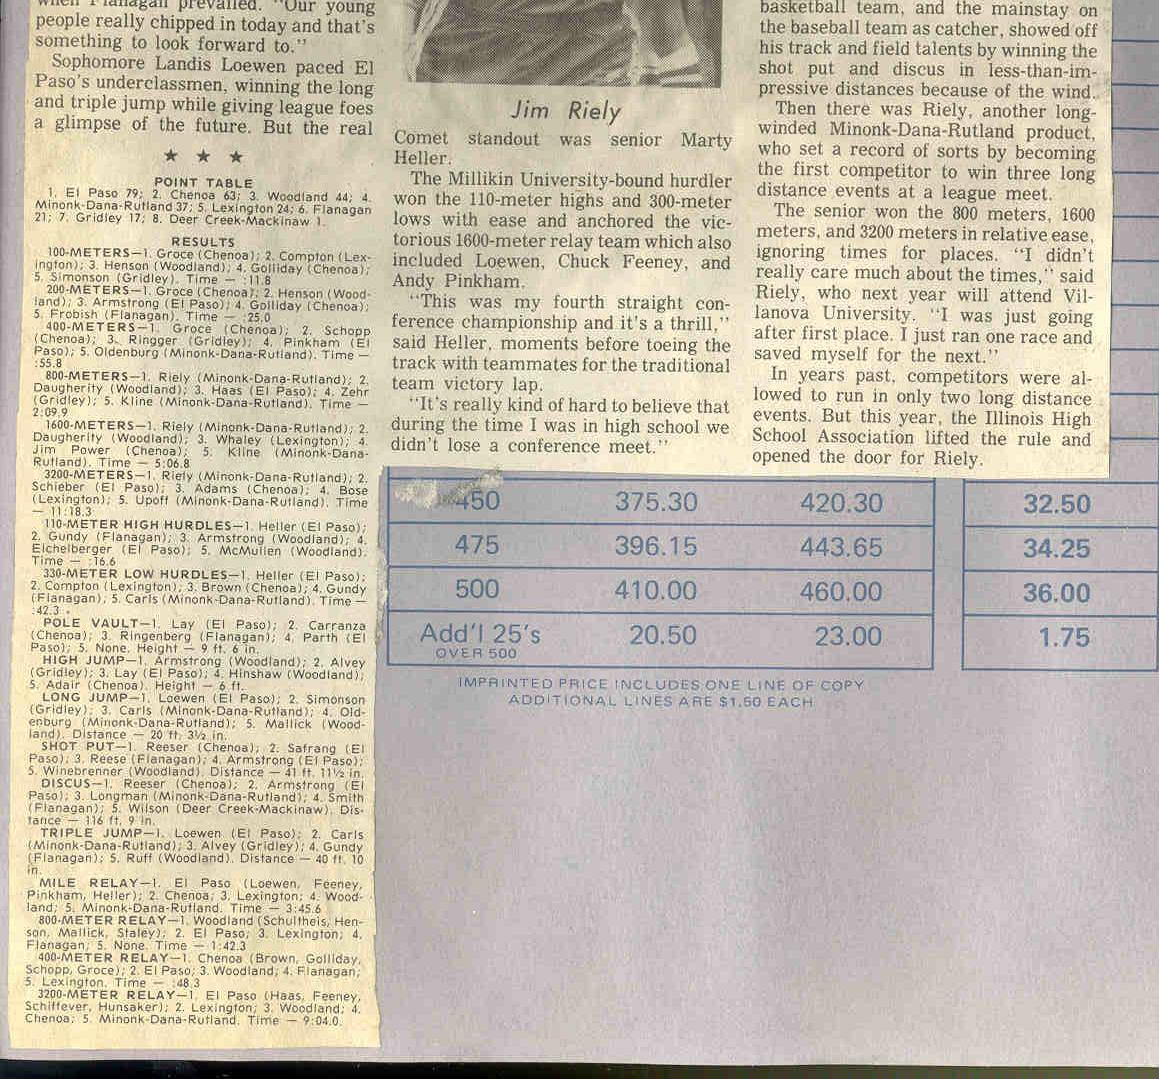 when Flanagan prevailed. "Our young
people really chipped in today and that's
something to look forward to."
Sophomore Landis Loewen paced El
Paso's underclassmen, winning the long
and triple jump while giving league foes
a glimpse of the future. But the real
★ ★ ★
POINT TABLE
1. El Paso 79; 2. Chenoa 63; 3. Woodland 44; 4.
Minonk-Dana-Rutland 37; 5. Lexington 24; 6. Flanagan
21; 7. Gridley 17; 8. Deer Creek-Mackinaw 1.
RESULTS
100-METERS—1. Groce (Chenoa); 2. Compton (Lex-
ington); 3. Henson (Woodland); 4. Golliday (Chenoa);
5. Simonson (Gridley). Time — :11.8
200-METERS—1. Groce (Chenoa); 2. Henson (Wood-
land); 3. Armstrong (El Paso); 4. Golliday (Chenoa);
5. Frobish (Flanagan). Time — :25.0
400-METERS—1. Groce (Chenoa); 2. Schopp
(Chenoa); 3. Ringger (Gridley); 4. Pinkham (El
Paso); 5. Oldenburg (Minonk-Dana-Rutland). Time —
:55.8
800-METERS—1. Riely (Minonk-Dana-Rutland); 2.
Daugherity (Woodland); 3. Haas (El Paso); 4. Zehr
(Gridley); 5. Kline (Minonk-Dana-Rutland). Time —
2:09.9
1600-METERS—1. Riely (Minonk-Dana-Rutland); 2.
Daugherity (Woodland); 3. Whaley (Lexington); 4.
Jim Power (Chenoa); 5. Kline (Minonk-Dana-
Rutland). Time — 5:06.8
3200-METERS—1. Riely (Minonk-Dana-Rutland); 2.
Schieber (El Paso); 3. Adams (Chenoa); 4. Bose
(Lexington); 5. Upoff (Minonk-Dana-Rutland). Time
— 11:18.3
110-METER HIGH HURDLES—1. Heller (El Paso);
2. Gundy (Flanagan); 3. Armstrong (Woodland); 4.
Eichelberger (El Paso); 5. McMullen (Woodland).
Time — :16.6
330-METER LOW HURDLES—1. Heller (El Paso);
2. Compton (Lexington); 3. Brown (Chenoa); 4. Gundy
(Flanagan); 5. Carls (Minonk-Dana-Rutland). Time —
:42.3
POLE VAULT—1. Lay (El Paso); 2. Carranza
(Chenoa); 3. Ringenberg (Flanagan); 4. Parth (El
Paso); 5. None. Height — 9 ft. 6 in.
HIGH JUMP—1. Armstrong (Woodland); 2. Alvey
(Gridley); 3. Lay (El Paso); 4. Hinshaw (Woodland);
5. Adair (Chenoa). Height — 6 ft.
LONG JUMP—1. Loewen (El Paso); 2. Simonson
(Gridley); 3. Carls (Minonk-Dana-Rutland); 4. Old-
enburg (Minonk-Dana-Rutland); 5. Mallick (Wood-
land). Distance — 20 ft. 3½ in.
SHOT PUT—1. Reeser (Chenoa); 2. Safrang (El
Paso); 3. Reese (Flanagan); 4. Armstrong (El Paso);
5. Winebrenner (Woodland). Distance — 41 ft. 11½ in.
DISCUS—1. Reeser (Chenoa); 2. Armstrong (El
Paso); 3. Longman (Minonk-Dana-Rutland); 4. Smith
(Flanagan); 5. Wilson (Deer Creek-Mackinaw). Dis-
tance — 116 ft. 9 in.
TRIPLE JUMP—1. Loewen (El Paso); 2. Carls
(Minonk-Dana-Rutland); 3. Alvey (Gridley); 4. Gundy
(Flanagan); 5. Ruff (Woodland). Distance — 40 ft. 10
in.
MILE RELAY—1. El Paso (Loewen, Feeney,
Pinkham, Heller); 2. Chenoa; 3. Lexington; 4. Wood-
land; 5. Minonk-Dana-Rutland. Time — 3:45.6
800-METER RELAY—1. Woodland (Schultheis, Hen-
son, Mallick, Staley); 2. El Paso; 3. Lexington; 4.
Flanagan; 5. None. Time — 1:42.3
400-METER RELAY—1. Chenoa (Brown, Golliday,
Schopp, Groce); 2. El Paso; 3. Woodland; 4. Flanagan;
5. Lexington. Time — :48.3
3200-METER RELAY—1. El Paso (Haas, Feeney,
Schiffever, Hunsaker); 2. Lexington; 3. Woodland; 4.
Chenoa; 5. Minonk-Dana-Rutland. Time — 9:04.0.
Jim Riely
Comet standout was senior Marty
Heller.
The Millikin University-bound hurdler
won the 110-meter highs and 300-meter
lows with ease and anchored the vic-
torious 1600-meter relay team which also
included Loewen, Chuck Feeney, and
Andy Pinkham.
"This was my fourth straight con-
ference championship and it's a thrill,"
said Heller, moments before toeing the
track with teammates for the traditional
team victory lap.
"It's really kind of hard to believe that
during the time I was in high school we
didn't lose a conference meet."
basketball team, and the mainstay on
the baseball team as catcher, showed off
his track and field talents by winning the
shot put and discus in less-than-im-
pressive distances because of the wind.
Then there was Riely, another long-
winded Minonk-Dana-Rutland product,
who set a record of sorts by becoming
the first competitor to win three long
distance events at a league meet.
The senior won the 800 meters, 1600
meters, and 3200 meters in relative ease,
ignoring times for places. "I didn't
really care much about the times," said
Riely, who next year will attend Vil-
lanova University. "I was just going
after first place. I just ran one race and
saved myself for the next."
In years past, competitors were al-
lowed to run in only two long distance
events. But this year, the Illinois High
School Association lifted the rule and
opened the door for Riely.
450 375.30 420.30 32.50
475 396.15 443.65 34.25
500 410.00 460.00 36.00
Add'l 25's 20.50 23.00 1.75
OVER 500
IMPRINTED PRICE INCLUDES ONE LINE OF COPY
ADDITIONAL LINES ARE $1.50 EACH